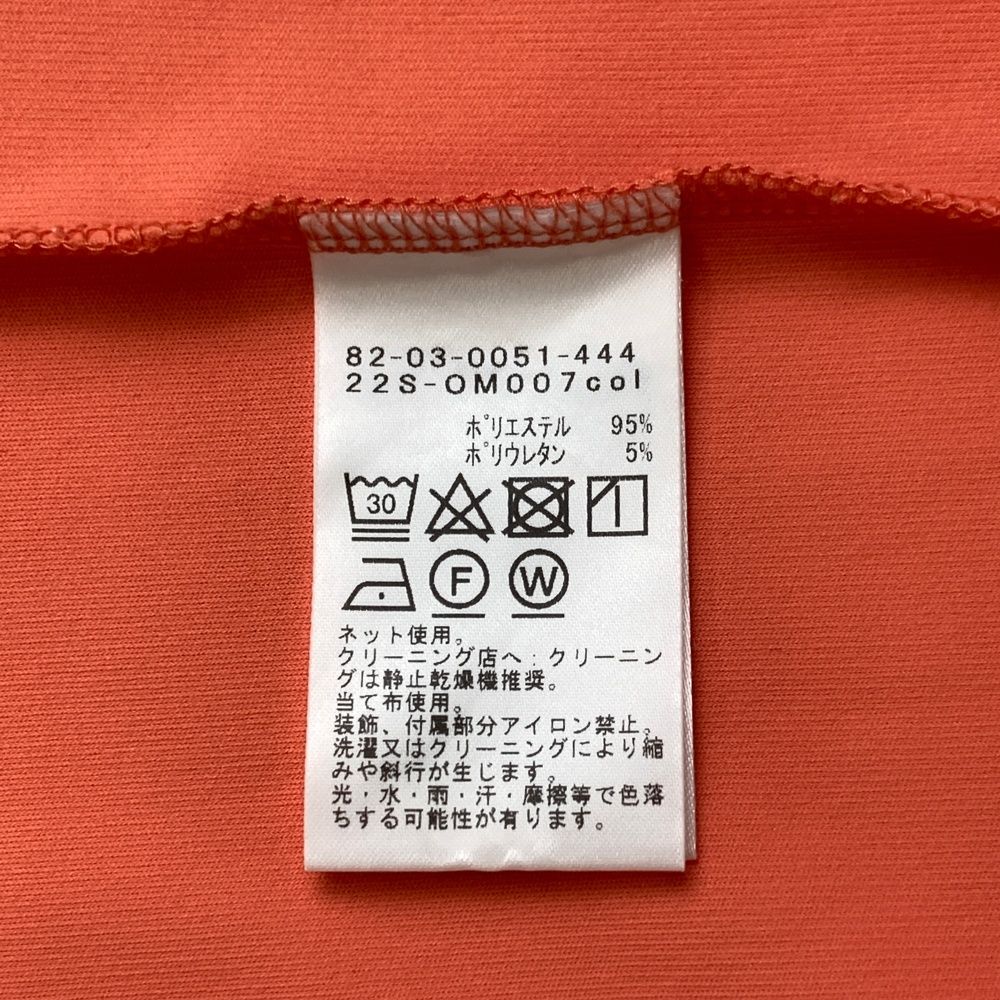 82-03-0051-444
22S-OM007col
ポリエステル 95%
ポリウレタン 5%
30
F W
ネット使用。
クリーニング店へ:クリーニン
グは静止乾燥機推奨。
当て布使用。
装飾、付属部分アイロン禁止。
洗濯又はクリーニングにより縮
みや斜行が生じます。
光・水・雨・汗・摩擦等で色落
ちする可能性が有ります。